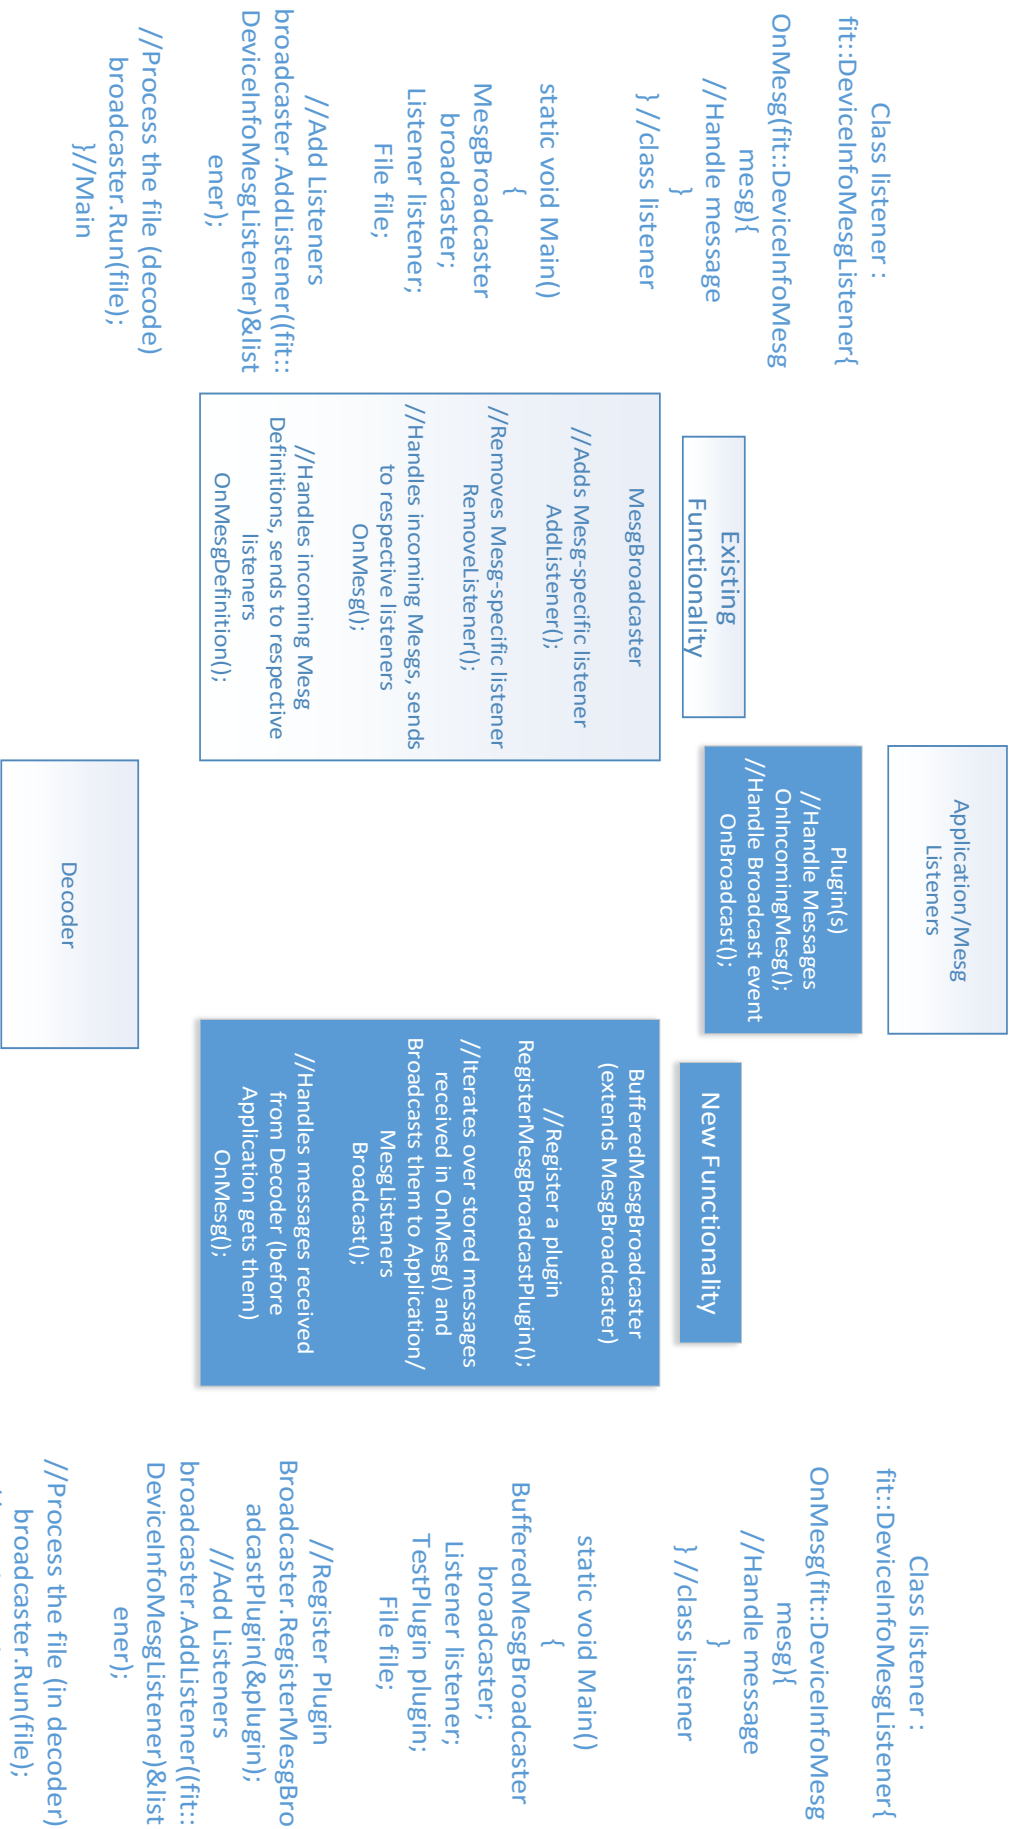 Class listener :
fit::DeviceInfoMesgListener{
OnMesg(fit::DeviceInfoMesg
mesg){
//Handle message
}
} //class listener
static void Main()
{
MesgBroadcaster
broadcaster;
Listener listener;
File file;
//Add Listeners
broadcaster.AddListener((fit::
DeviceInfoMesgListener)&list
ener);
//Process the file (decode)
broadcaster.Run(file);
}//Main
Existing
Functionality
MesgBroadcaster
//Adds Mesg-specific listener
AddListener();
//Removes Mesg-specific listener
RemoveListener();
//Handles incoming Mesgs, sends
to respective listeners
OnMesg();
//Handles incoming Mesg
Definitions, sends to respective
listeners
OnMesgDefinition();
Application/Mesg
Listeners
Plugin(s)
//Handle Messages
OnIncomingMesg();
//Handle Broadcast event
OnBroadcast();
Decoder
New Functionality
BufferedMesgBroadcaster
(extends MesgBroadcaster)
//Register a plugin
RegisterMesgBroadcastPlugin();
//Iterates over stored messages
received in OnMesg() and
Broadcasts them to Application/
MesgListeners
Broadcast();
//Handles messages received
from Decoder (before
Application gets them)
OnMesg();
Class listener :
fit::DeviceInfoMesgListener{
OnMesg(fit::DeviceInfoMesg
mesg){
//Handle message
}
} //class listener
static void Main()
{
BufferedMesgBroadcaster
broadcaster;
Listener listener;
TestPlugin plugin;
File file;
//Register Plugin
Broadcaster.RegisterMesgBro
adcastPlugin(&plugin);
//Add Listeners
broadcaster.AddListener((fit::
DeviceInfoMesgListener)&list
ener);
//Process the file (in decoder)
broadcaster.Run(file);